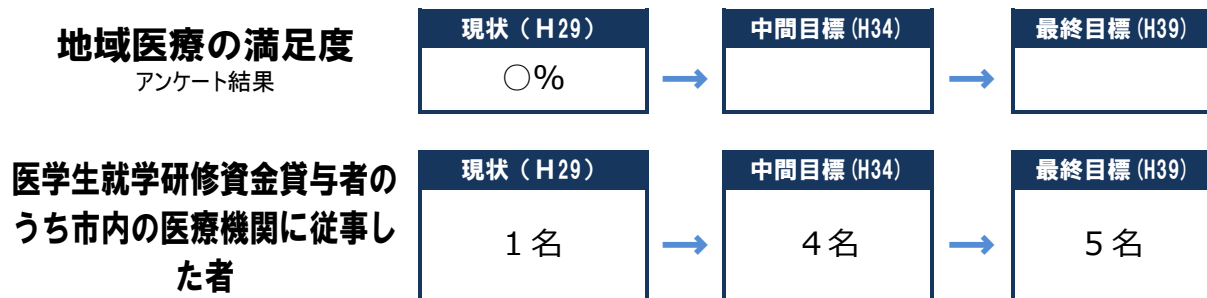 地域医療の満足度
アンケート結果
現状（H29）
中間目標(H34)
最終目標(H39)
○%
→
→
医学生就学研修資金貸与者の
うち市内の医療機関に従事し
た者
現状（H29）
中間目標(H34)
最終目標(H39)
１名
→
４名
→
５名